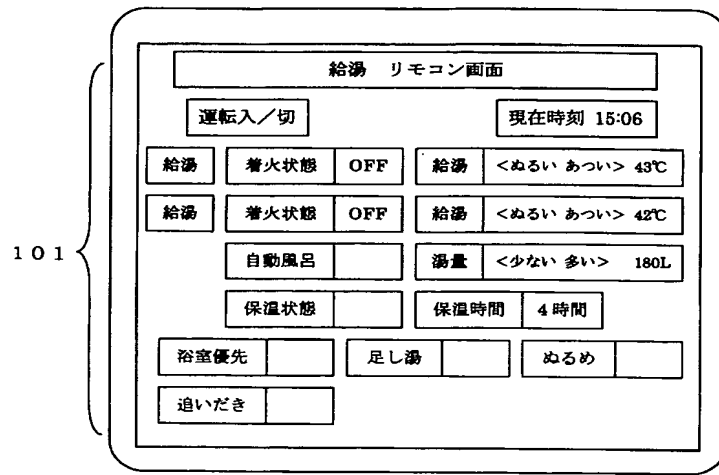 給湯 リモコン画面
運転入／切 現在時刻 15:06
給湯 着火状態 OFF 給湯 <ぬるい あつい> 43℃
給湯 着火状態 OFF 給湯 <ぬるい あつい> 42℃
101
自動風呂 湯量 <少ない 多い> 180L
保温状態 保温時間 4時間
浴室優先 足し湯 ぬるめ
追いだき